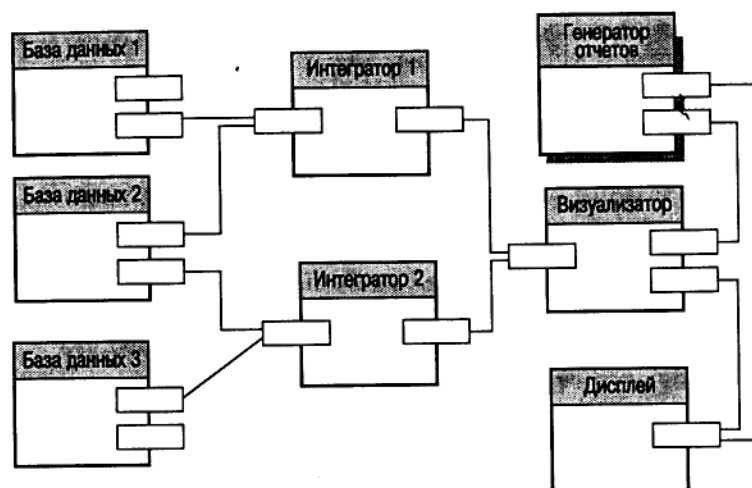 База данных 1
Интегратор 1
Генератор
отчетов
База данных 2
Визуализатор
Интегратор 2
База данных 3
Дисплей